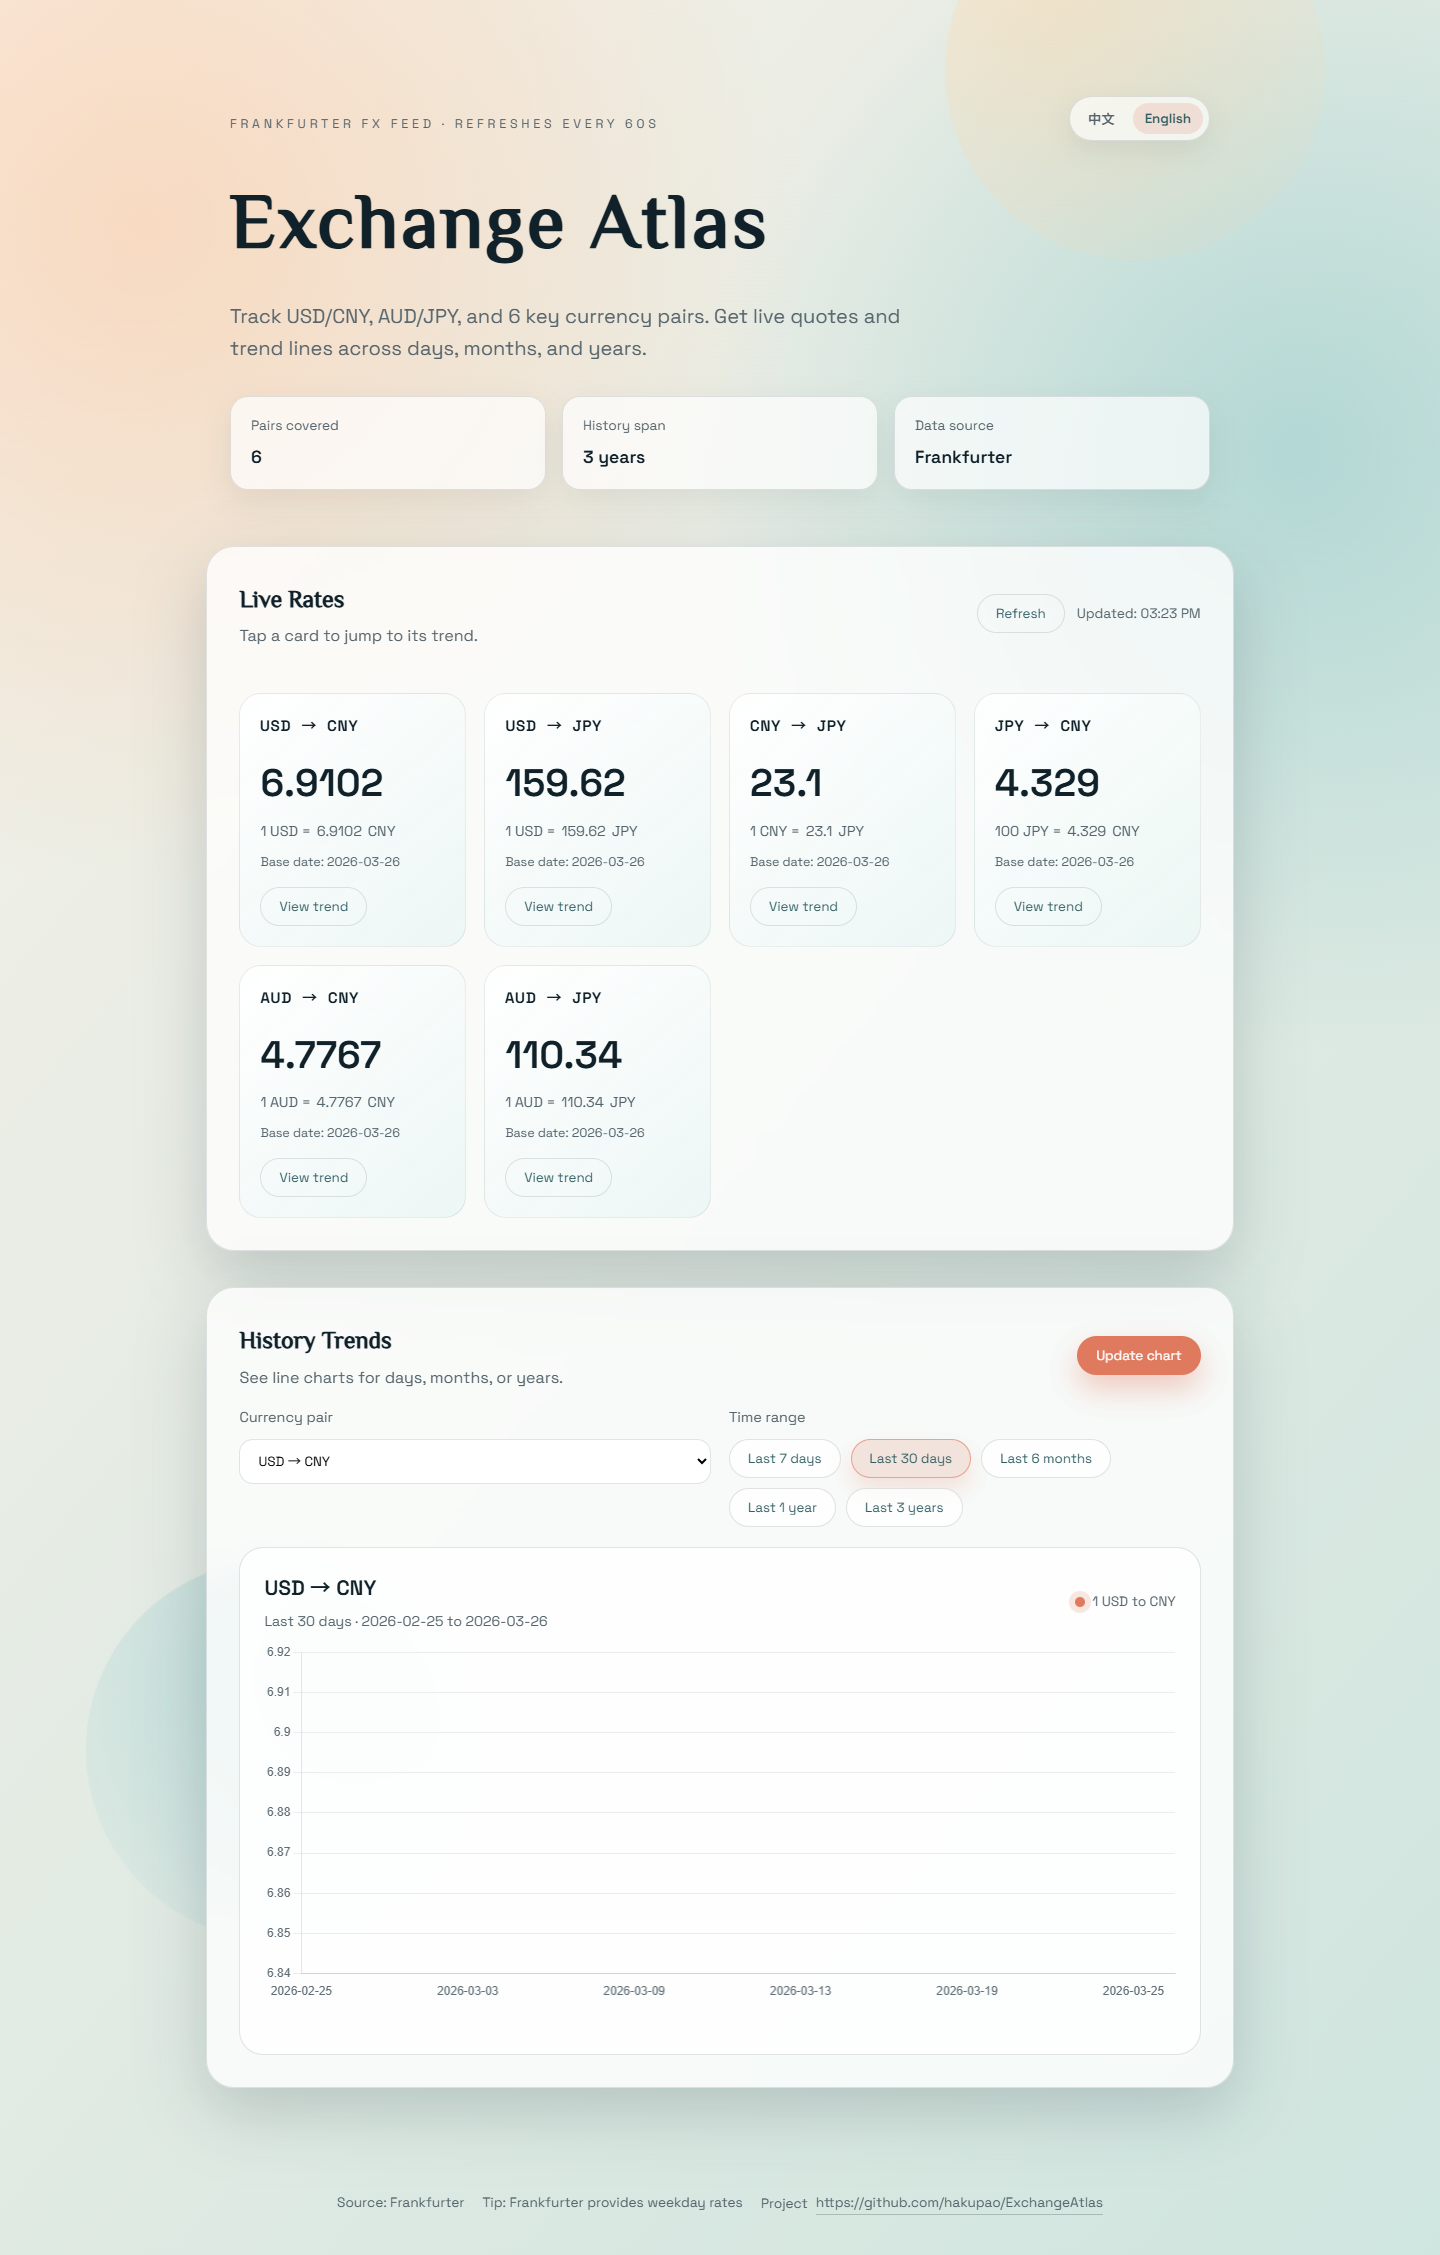 FRANKFURTER FX FEED · REFRESHES EVERY 60S
中文 English
Exchange Atlas
Track USD/CNY, AUD/JPY, and 6 key currency pairs. Get live quotes and
trend lines across days, months, and years.
Pairs covered
6
History span
3 years
Data source
Frankfurter
Live Rates
Tap a card to jump to its trend.
Refresh
Updated: 03:23 PM
USD → CNY
6.9102
1 USD = 6.9102 CNY
Base date: 2026-03-26
View trend
USD → JPY
159.62
1 USD = 159.62 JPY
Base date: 2026-03-26
View trend
CNY → JPY
23.1
1 CNY = 23.1 JPY
Base date: 2026-03-26
View trend
JPY → CNY
4.329
100 JPY = 4.329 CNY
Base date: 2026-03-26
View trend
AUD → CNY
4.7767
1 AUD = 4.7767 CNY
Base date: 2026-03-26
View trend
AUD → JPY
110.34
1 AUD = 110.34 JPY
Base date: 2026-03-26
View trend
History Trends
See line charts for days, months, or years.
Update chart
Currency pair
USD → CNY
Time range
Last 7 days
Last 30 days
Last 6 months
Last 1 year
Last 3 years
USD → CNY
Last 30 days · 2026-02-25 to 2026-03-26
1 USD to CNY
6.92
6.91
6.9
6.89
6.88
6.87
6.86
6.85
6.84
2026-02-25 2026-03-03 2026-03-09 2026-03-13 2026-03-19 2026-03-25
Source: Frankfurter Tip: Frankfurter provides weekday rates Project https://github.com/hakupao/ExchangeAtlas